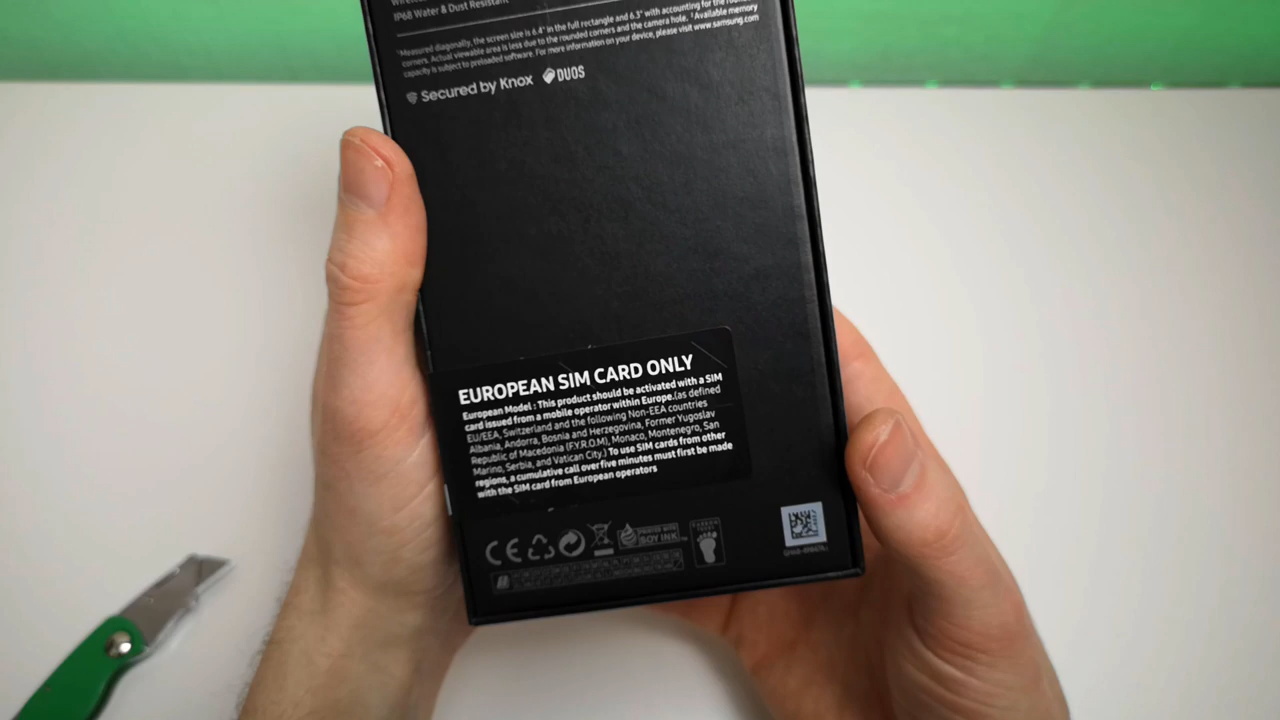 IP68 Water & Dust Resistant
¹Measured diagonally, the screen size is 6.4" in the full rectangle and 6.3" with accounting for the
corners. Actual viewable area is less due to the rounded corners and the camera hole. ²Available memory
capacity is subject to preloaded software. For more information on your device, please visit www.samsung.com
Secured by Knox DUOS
EUROPEAN SIM CARD ONLY
European Model : This product should be activated with a SIM
card issued from a mobile operator within Europe.(as defined
EU/EEA, Switzerland and the following Non-EEA countries
Albania, Andorra, Bosnia and Herzegovina, Former Yugoslav
Republic of Macedonia (F.Y.R.O.M), Monaco, Montenegro, San
Marino, Serbia, and Vatican City.) To use SIM cards from other
regions, a cumulative call over five minutes must first be made
with the SIM card from European operators
CE PRINTED WITH
SOY INK